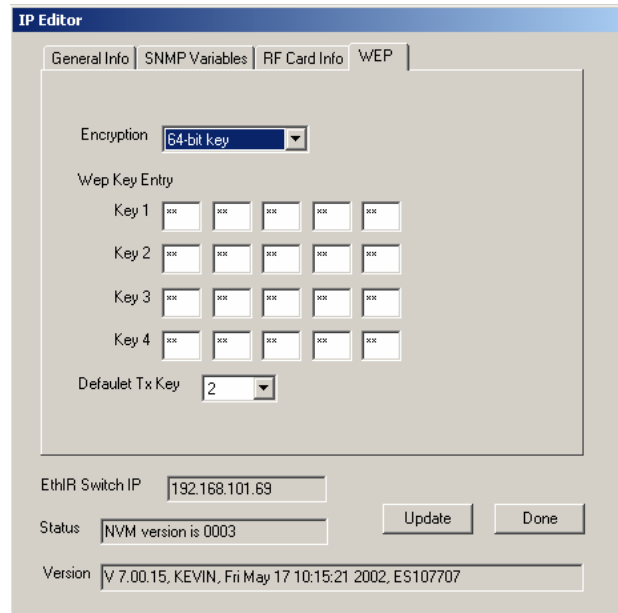 IP Editor
General Info SNMP Variables RF Card Info WEP
Encryption 64-bit key
Wep Key Entry
Key 1 ** ** ** ** **
Key 2 ** ** ** ** **
Key 3 ** ** ** ** **
Key 4 ** ** ** ** **
Defaulet Tx Key 2
EthIR Switch IP 192.168.101.69
Update Done
Status NVM version is 0003
Version V 7.00.15, KEVIN, Fri May 17 10:15:21 2002, ES107707